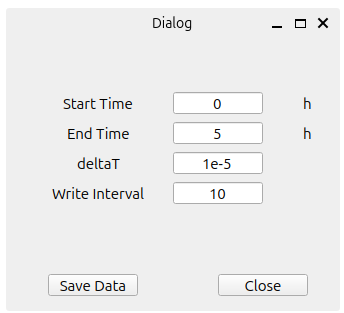 Dialog
Start Time 0 h
End Time 5 h
deltaT 1e-5
Write Interval 10
Save Data Close